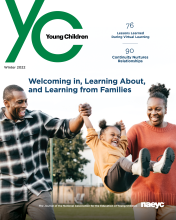 YC
Young Children
Winter 2022
76
Lessons Learned
During Virtual Learning
90
Continuity Nurtures
Relationships
Welcoming in, Learning About,
and Learning from Families
naeyc